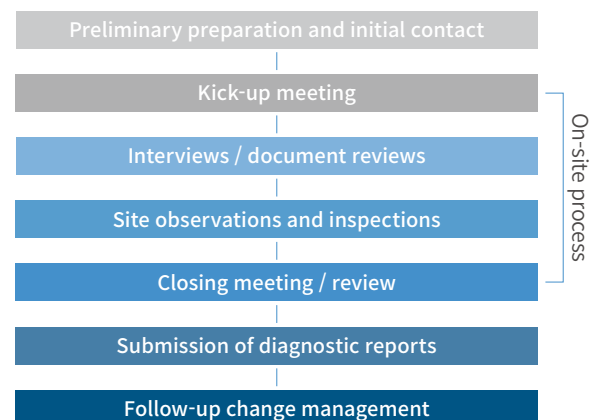 Preliminary preparation and initial contact
Kick-up meeting
Interviews / document reviews
Site observations and inspections
Closing meeting / review
Submission of diagnostic reports
Follow-up change management
On-site process